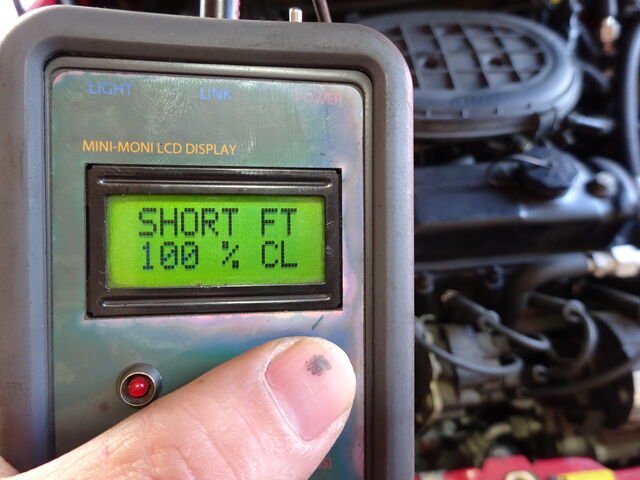 LIGHT LINK POWER
MINI-MONI LCD DISPLAY
SHORT FT
100 % CL